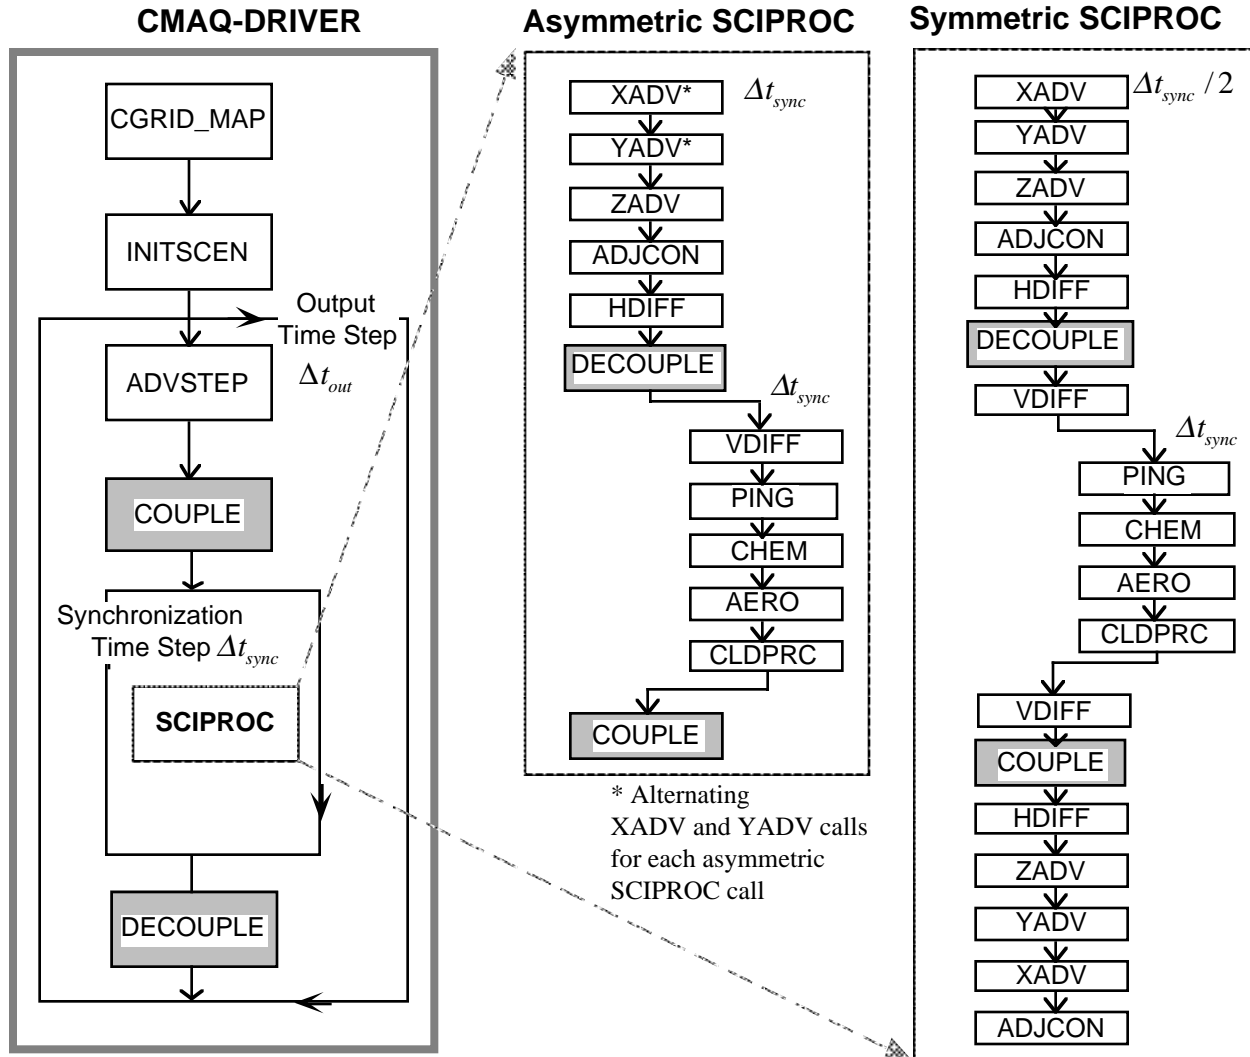 CMAQ-DRIVER
CGRID_MAP
INITSCEN
Output
Time Step
Δt_out
ADVSTEP
COUPLE
Synchronization
Time Step Δt_sync
SCIPROC
DECOUPLE
Asymmetric SCIPROC
XADV* Δt_sync
YADV*
ZADV
ADJCON
HDIFF
DECOUPLE
Δt_sync
VDIFF
PING
CHEM
AERO
CLDPRC
COUPLE
* Alternating
XADV and YADV calls
for each asymmetric
SCIPROC call
Symmetric SCIPROC
XADV Δt_sync / 2
YADV
ZADV
ADJCON
HDIFF
DECOUPLE
VDIFF
Δt_sync
PING
CHEM
AERO
CLDPRC
VDIFF
COUPLE
HDIFF
ZADV
YADV
XADV
ADJCON